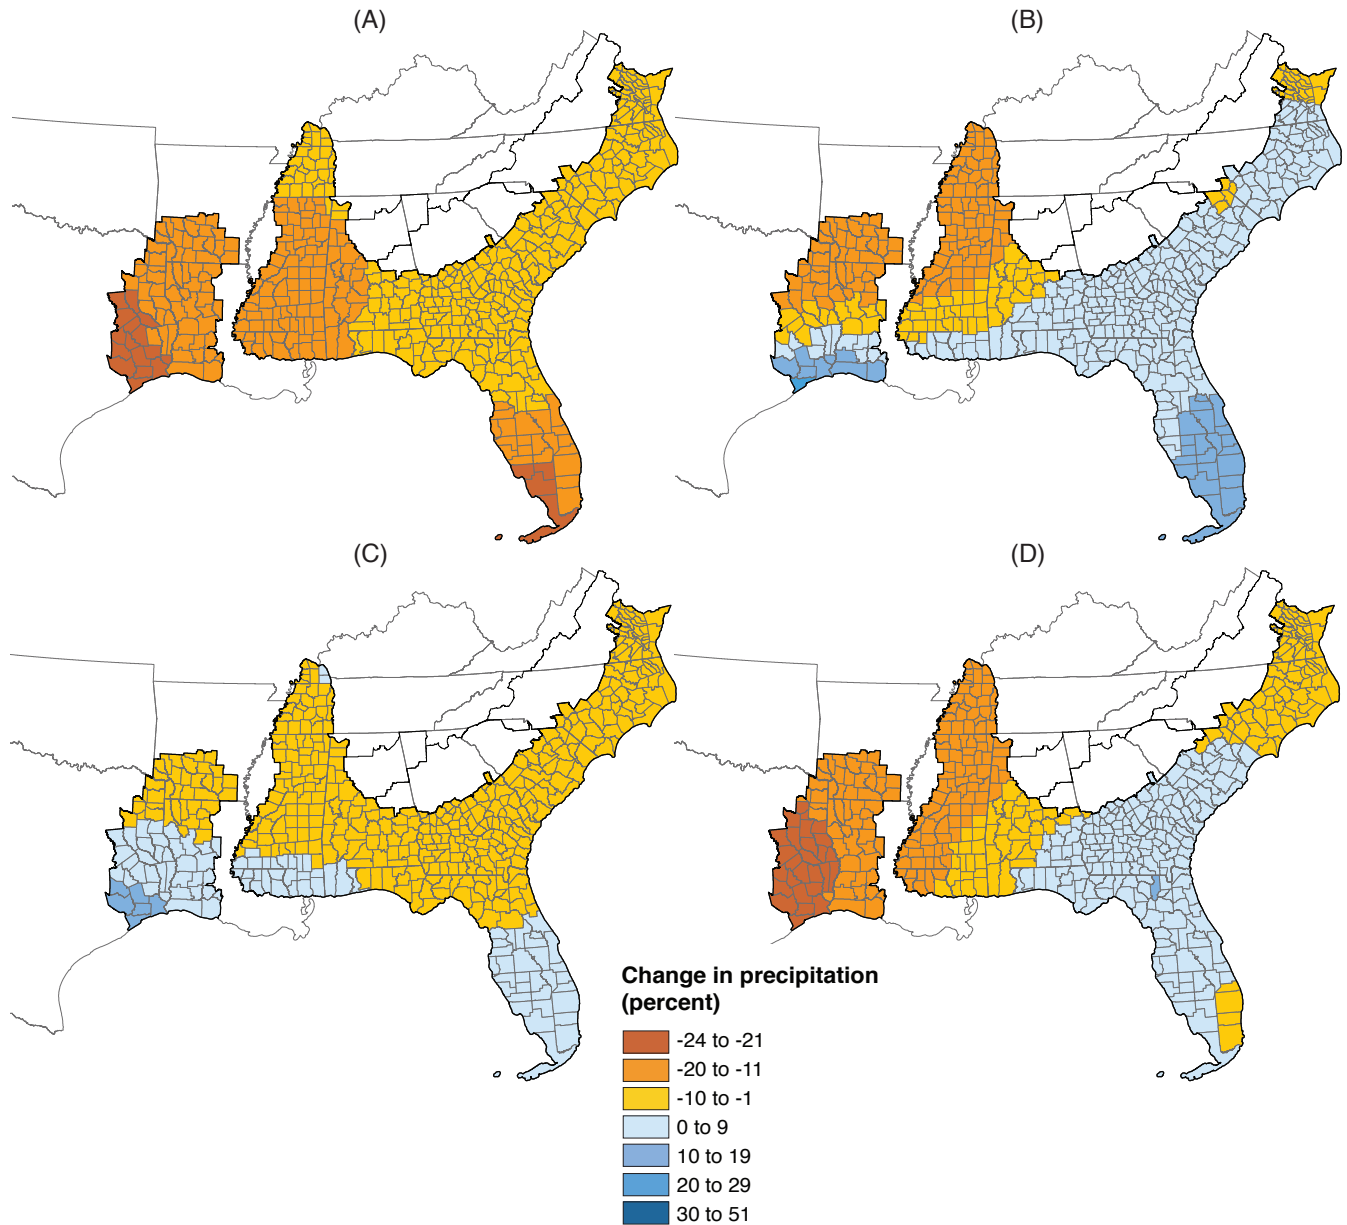 (A)
(B)
(C)
(D)
Change in precipitation
(percent)
-24 to -21
-20 to -11
-10 to -1
0 to 9
10 to 19
20 to 29
30 to 51